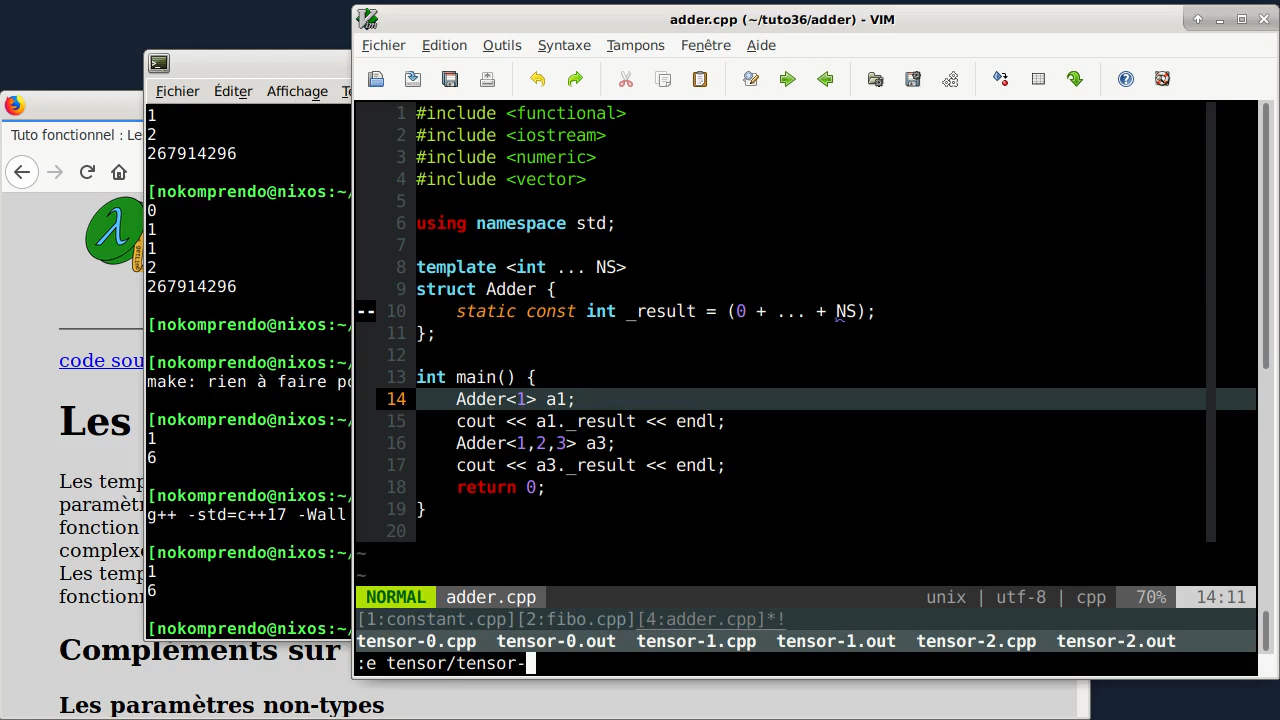 adder.cpp (~/tuto36/adder) - VIM
Fichier Edition Outils Syntaxe Tampons Fenêtre Aide
1 #include <functional>
2 #include <iostream>
3 #include <numeric>
4 #include <vector>
5
6 using namespace std;
7
8 template <int ... NS>
9 struct Adder {
-- 10 static const int _result = (0 + ... + NS);
11 };
12
13 int main() {
14 Adder<1> a1;
15 cout << a1._result << endl;
16 Adder<1,2,3> a3;
17 cout << a3._result << endl;
18 return 0;
19 }
20
~
~
NORMAL adder.cpp unix | utf-8 | cpp 70% 14:11
[1:constant.cpp][2:fibo.cpp][4:adder.cpp]*!
tensor-0.cpp tensor-0.out tensor-1.cpp tensor-1.out tensor-2.cpp tensor-2.out
:e tensor/tensor-
Fichier Éditer Affichage
1
2
267914296
[nokomprendo@nixos:~/
0
1
1
2
267914296
[nokomprendo@nixos:~/
[nokomprendo@nixos:~/
make: rien à faire po
[nokomprendo@nixos:~/
1
6
[nokomprendo@nixos:~/
g++ -std=c++17 -Wall
[nokomprendo@nixos:~/
1
6
[nokomprendo@nixos:~/
Tuto fonctionnel : Le
λ
code sou
Les
Les temp
paramètr
fonction
complexe
Les temp
fonctionn
Compléments sur
Les paramètres non-types